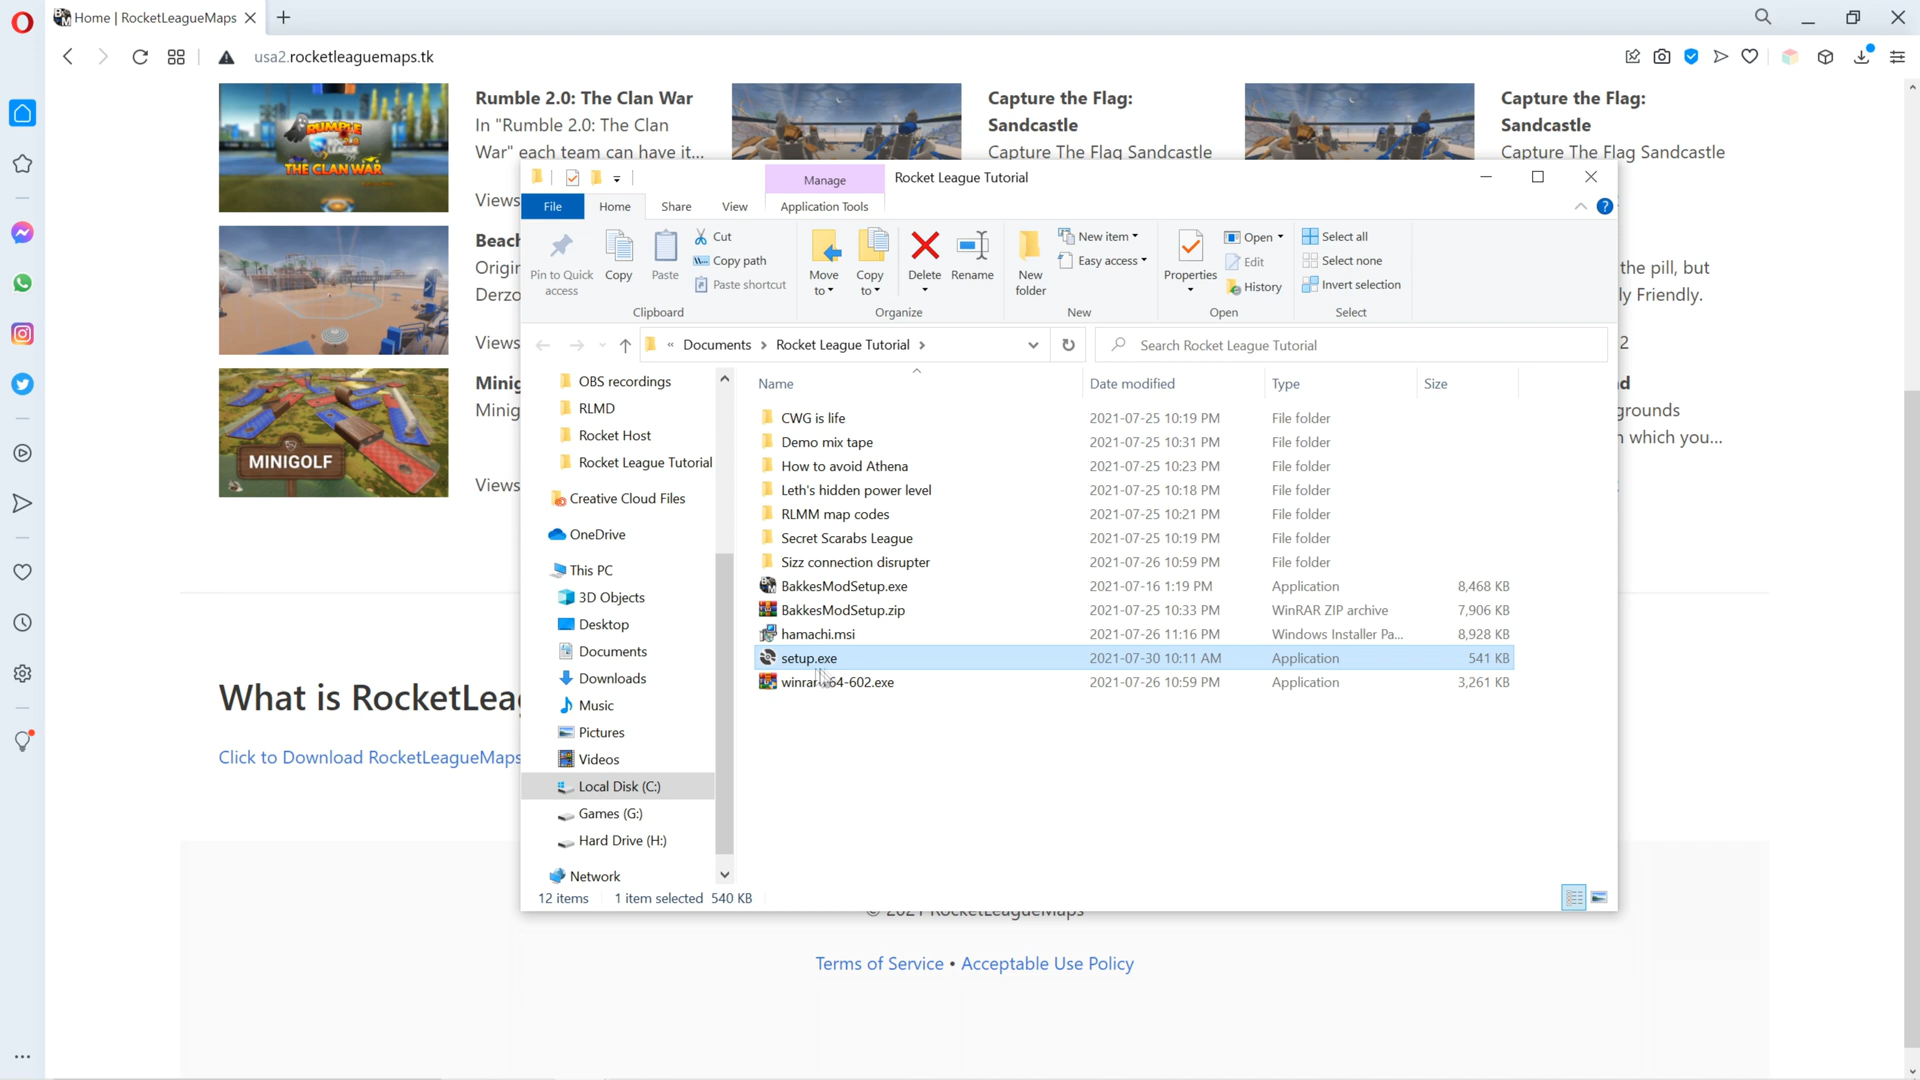 Home | RocketLeagueMaps
usa2.rocketleaguemaps.tk
RUMBLE
2.0
THE CLAN WAR
Rumble 2.0: The Clan War
In "Rumble 2.0: The Clan
War" each team can have it...
Views
Capture the Flag:
Sandcastle
Capture The Flag Sandcastle
Capture the Flag:
Sandcastle
Capture The Flag Sandcastle
Beach
Origin
Derzo
Views
the pill, but
ly Friendly.
2
MINIGOLF
Minig
Minig
Views
d
grounds
n which you...
What is RocketLeag
Click to Download RocketLeagueMaps
© 2021 RocketLeagueMaps
Terms of Service • Acceptable Use Policy
Manage
Rocket League Tutorial
File
Home
Share
View
Application Tools
Pin to Quick
access
Copy
Paste
Cut
Copy path
Paste shortcut
Clipboard
Move
to
Copy
to
Delete
Rename
Organize
New
folder
New item
Easy access
New
Properties
Open
Edit
History
Open
Select all
Select none
Invert selection
Select
« Documents > Rocket League Tutorial >
Search Rocket League Tutorial
OBS recordings
RLMD
Rocket Host
Rocket League Tutorial
Creative Cloud Files
OneDrive
This PC
3D Objects
Desktop
Documents
Downloads
Music
Pictures
Videos
Local Disk (C:)
Games (G:)
Hard Drive (H:)
Network
Name Date modified Type Size
CWG is life 2021-07-25 10:19 PM File folder
Demo mix tape 2021-07-25 10:31 PM File folder
How to avoid Athena 2021-07-25 10:23 PM File folder
Leth's hidden power level 2021-07-25 10:18 PM File folder
RLMM map codes 2021-07-25 10:21 PM File folder
Secret Scarabs League 2021-07-25 10:19 PM File folder
Sizz connection disrupter 2021-07-26 10:59 PM File folder
BakkesModSetup.exe 2021-07-16 1:19 PM Application 8,468 KB
BakkesModSetup.zip 2021-07-25 10:33 PM WinRAR ZIP archive 7,906 KB
hamachi.msi 2021-07-26 11:16 PM Windows Installer Pa... 8,928 KB
setup.exe 2021-07-30 10:11 AM Application 541 KB
winrar-x64-602.exe 2021-07-26 10:59 PM Application 3,261 KB
12 items 1 item selected 540 KB